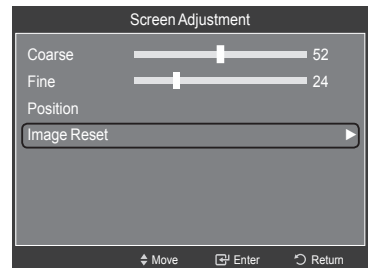 Screen Adjustment
Coarse 52
Fine 24
Position
Image Reset
Move Enter Return